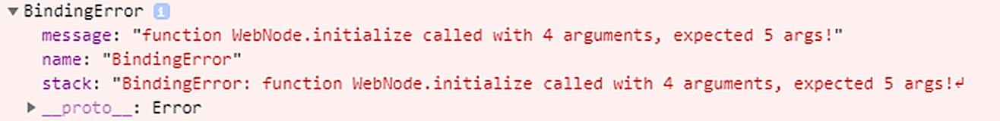 ▼BindingError i
message: "function WebNode.initialize called with 4 arguments, expected 5 args!"
name: "BindingError"
stack: "BindingError: function WebNode.initialize called with 4 arguments, expected 5 args!↵
▶__proto__: Error